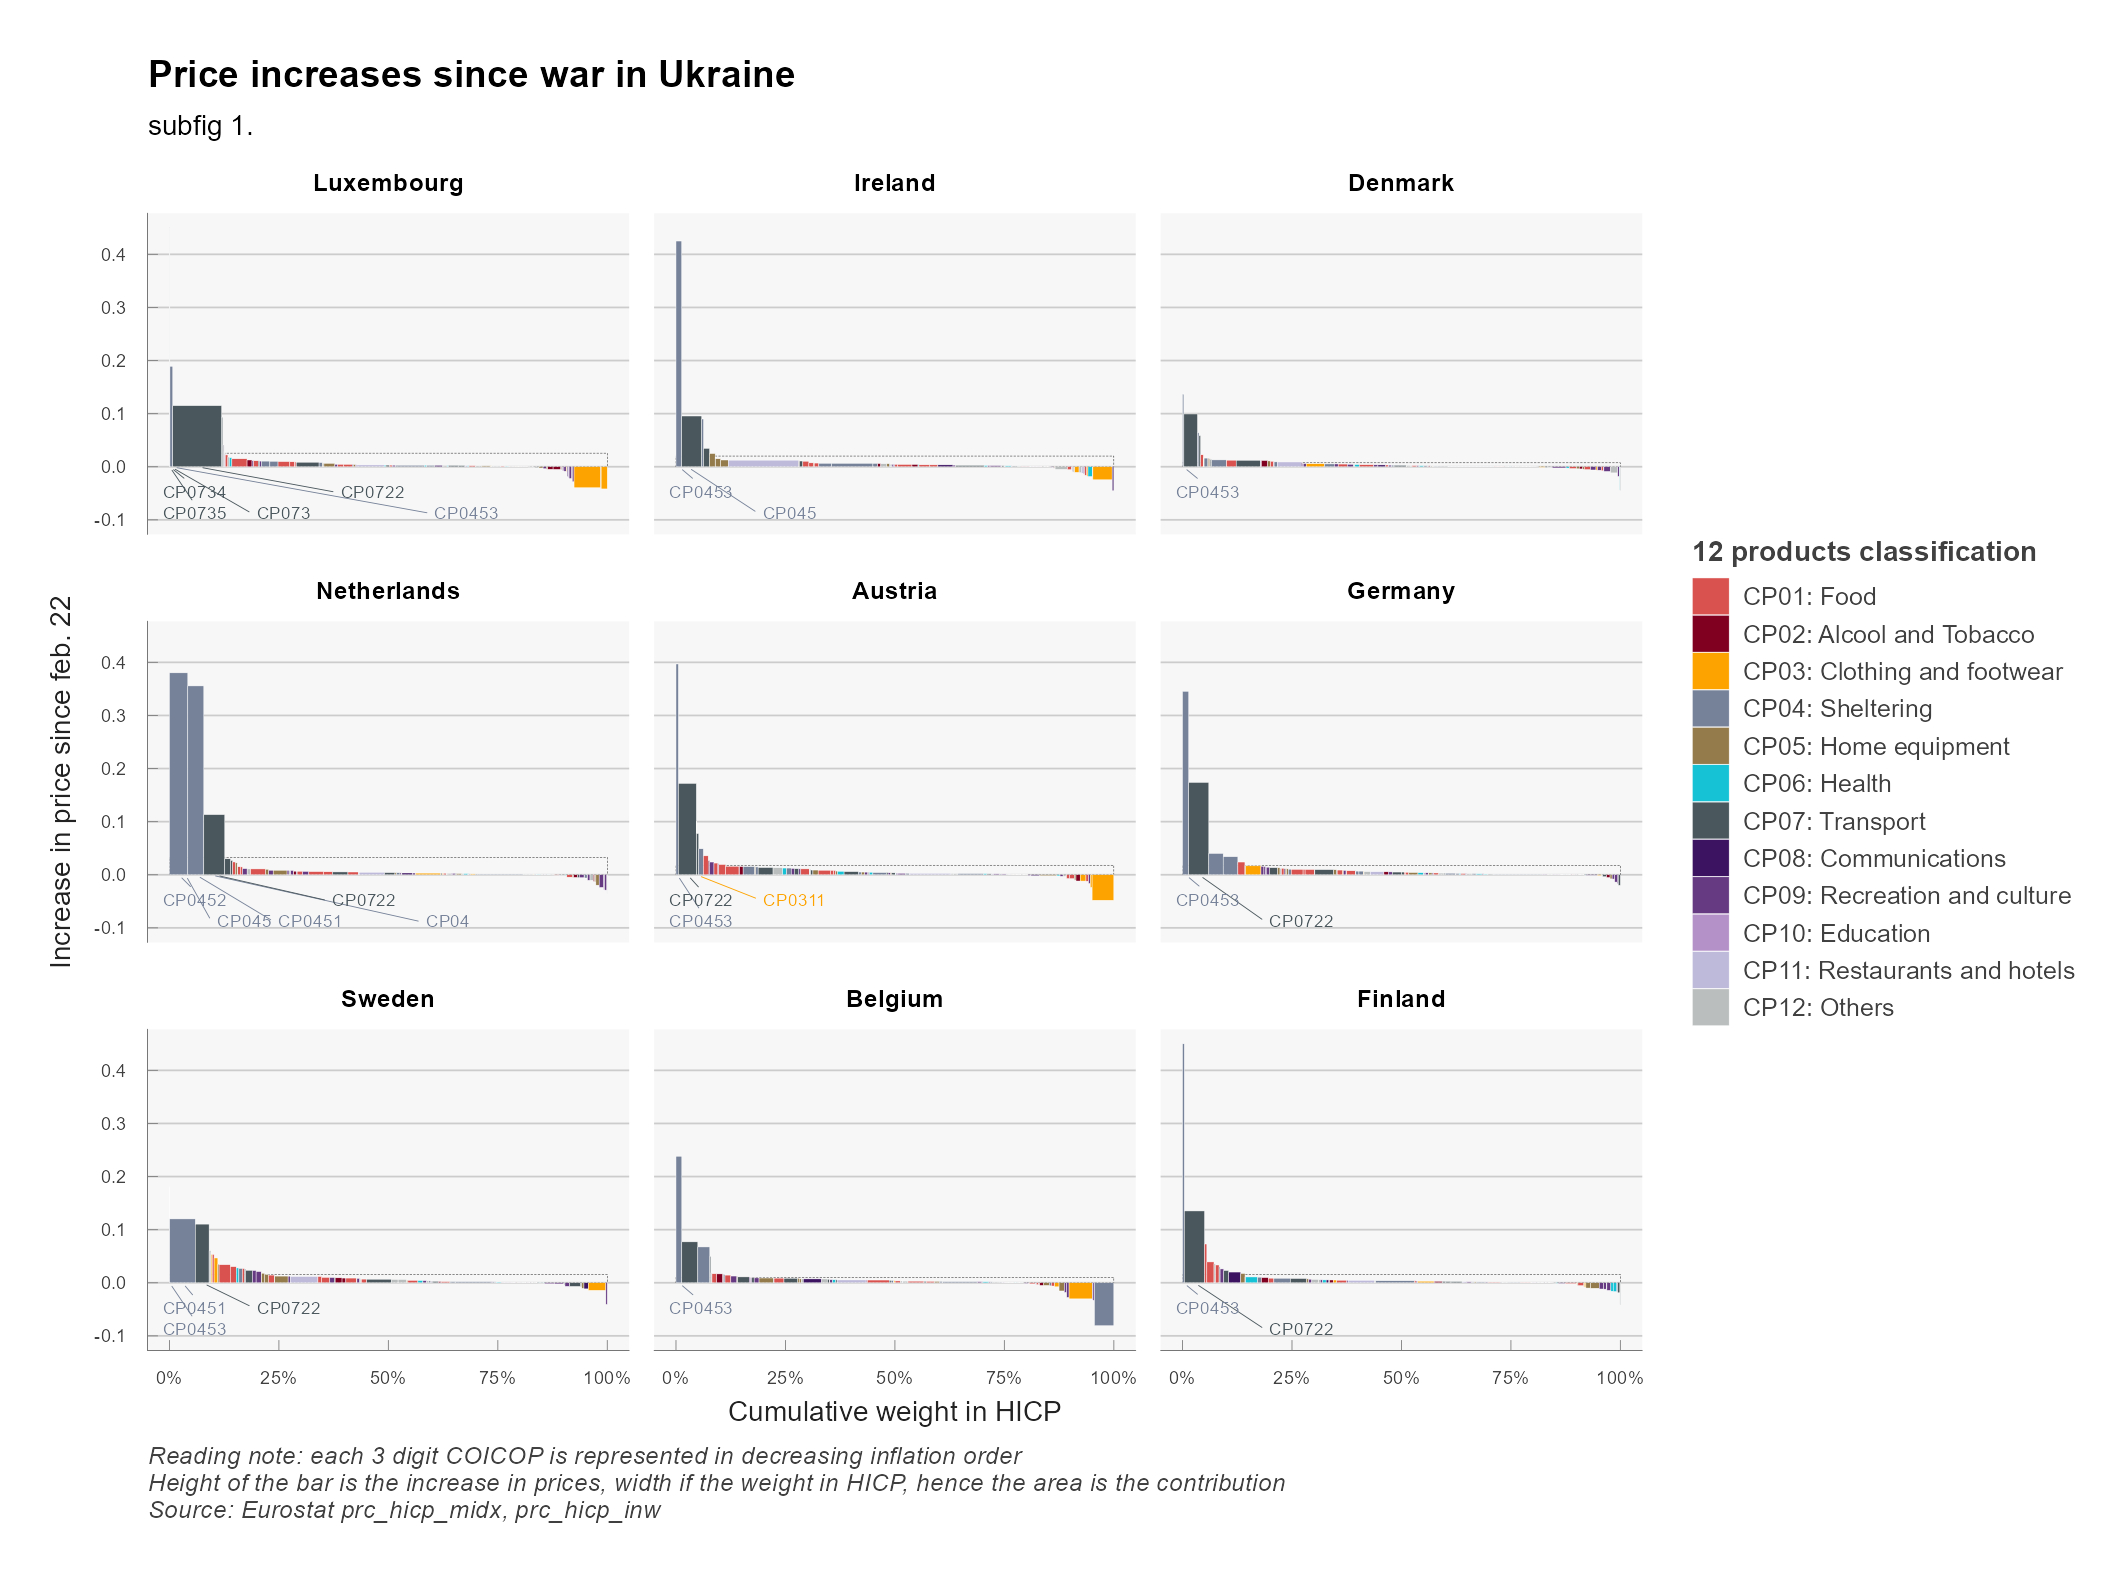 Price increases since war in Ukraine
subfig 1.
Luxembourg
Ireland
Denmark
0.4
0.3
0.2
0.1
0.0
-0.1
CP0734
CP0722
CP0735
CP073
CP0453
CP0453
CP045
CP0453
Netherlands
Austria
Germany
Increase in price since feb. 22
0.4
0.3
0.2
0.1
0.0
-0.1
CP0452
CP0722
CP045
CP0451
CP04
CP0722
CP0311
CP0453
CP0453
CP0722
Sweden
Belgium
Finland
0.4
0.3
0.2
0.1
0.0
-0.1
CP0451
CP0722
CP0453
CP0453
CP0453
CP0722
0% 25% 50% 75% 100%
0% 25% 50% 75% 100%
0% 25% 50% 75% 100%
Cumulative weight in HICP
12 products classification
CP01: Food
CP02: Alcool and Tobacco
CP03: Clothing and footwear
CP04: Sheltering
CP05: Home equipment
CP06: Health
CP07: Transport
CP08: Communications
CP09: Recreation and culture
CP10: Education
CP11: Restaurants and hotels
CP12: Others
Reading note: each 3 digit COICOP is represented in decreasing inflation order
Height of the bar is the increase in prices, width if the weight in HICP, hence the area is the contribution
Source: Eurostat prc_hicp_midx, prc_hicp_inw